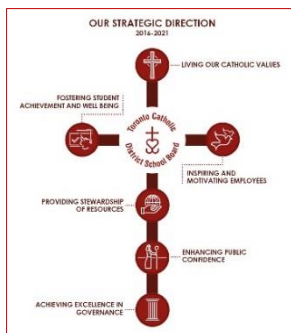 OUR STRATEGIC DIRECTION
2016-2021
LIVING OUR CATHOLIC VALUES
FOSTERING STUDENT
ACHIEVEMENT AND WELL BEING
Toronto Catholic
District School Board
INSPIRING AND
MOTIVATING EMPLOYEES
PROVIDING STEWARDSHIP
OF RESOURCES
ENHANCING PUBLIC
CONFIDENCE
ACHIEVING EXCELLENCE IN
GOVERNANCE